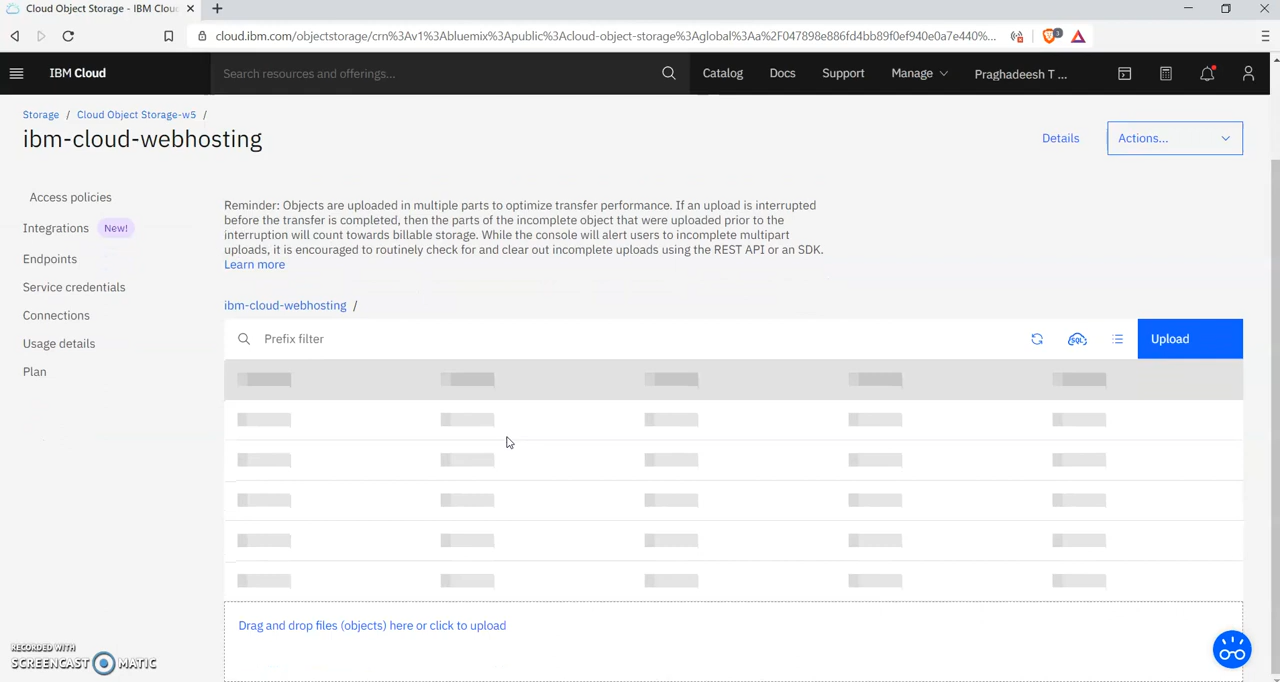 Cloud Object Storage - IBM Clou
cloud.ibm.com/objectstorage/crn%3Av1%3Abluemix%3Apublic%3Acloud-object-storage%3Aglobal%3Aa%2F047898e886fd4bb89f0ef940e0a7e440%...
1
IBM Cloud
Search resources and offerings...
Catalog
Docs
Support
Manage
Praghadeesh T ...
Storage / Cloud Object Storage-w5 /
ibm-cloud-webhosting
Details
Actions...
Access policies
Integrations New!
Endpoints
Service credentials
Connections
Usage details
Plan
Reminder: Objects are uploaded in multiple parts to optimize transfer performance. If an upload is interrupted
before the transfer is completed, then the parts of the incomplete object that were uploaded prior to the
interruption will count towards billable storage. While the console will alert users to incomplete multipart
uploads, it is encouraged to routinely check for and clear out incomplete uploads using the REST API or an SDK.
Learn more
ibm-cloud-webhosting /
Prefix filter
SQL
Upload
Drag and drop files (objects) here or click to upload
RECORDED WITH
SCREENCAST MATIC